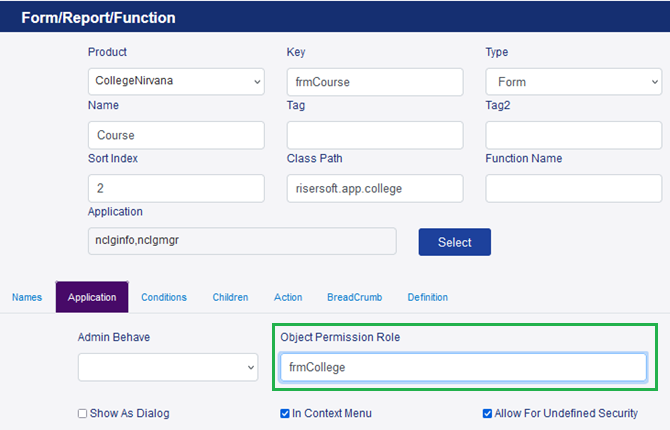 Form/Report/Function
Product Key Type
CollegeNirvana frmCourse Form
Name Tag Tag2
Course
Sort Index Class Path Function Name
2 risersoft.app.college
Application
nclginfo,nclgmgr Select
Names Application Conditions Children Action BreadCrumb Definition
Admin Behave Object Permission Role
frmCollege
Show As Dialog In Context Menu Allow For Undefined Security